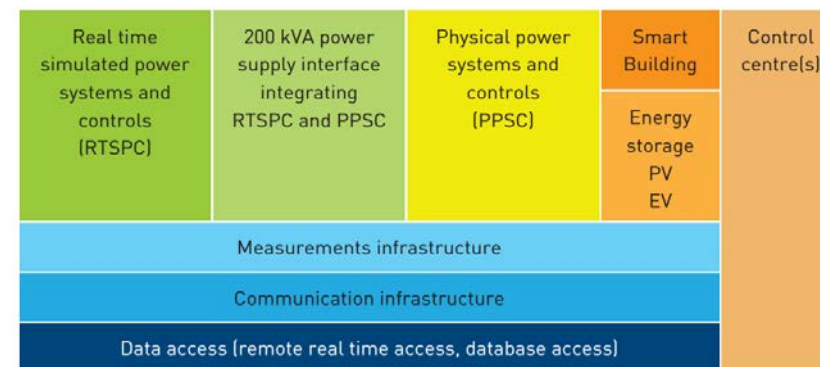 Real time
simulated power
systems and
controls
(RTSPC)
200 kVA power
supply interface
integrating
RTSPC and PPSC
Physical power
systems and
controls
(PPSC)
Smart
Building
Energy
storage
PV
EV
Control
centre(s)
Measurements infrastructure
Communication infrastructure
Data access (remote real time access, database access)